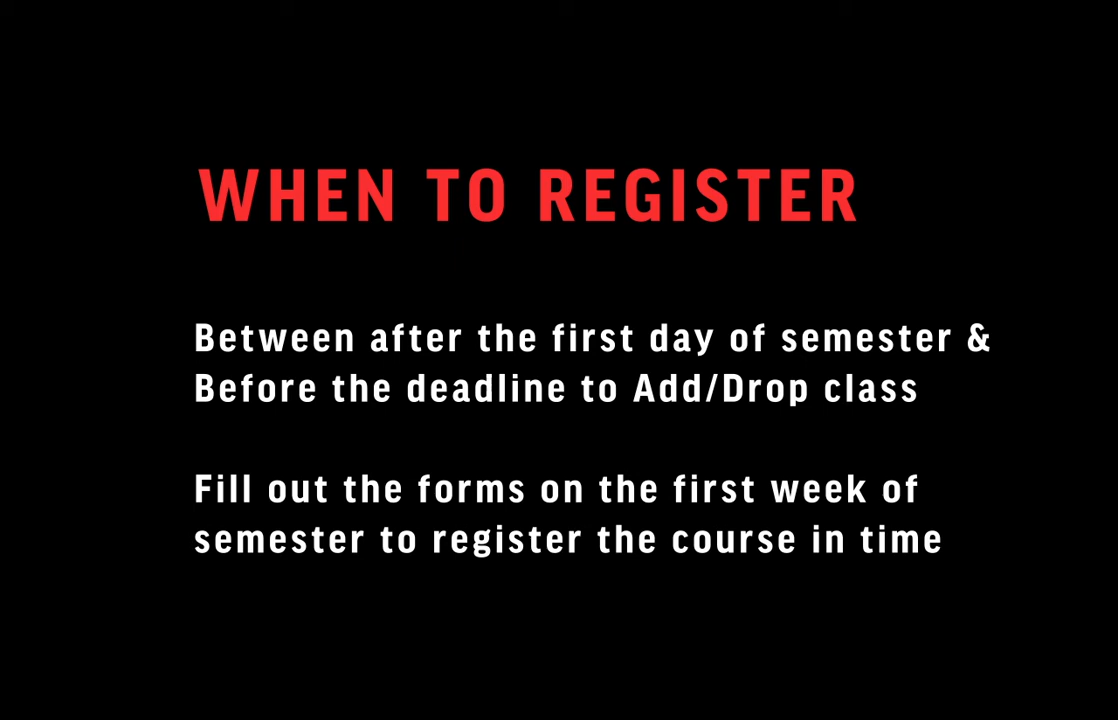 WHEN TO REGISTER
Between after the first day of semester &
Before the deadline to Add/Drop class
Fill out the forms on the first week of
semester to register the course in time